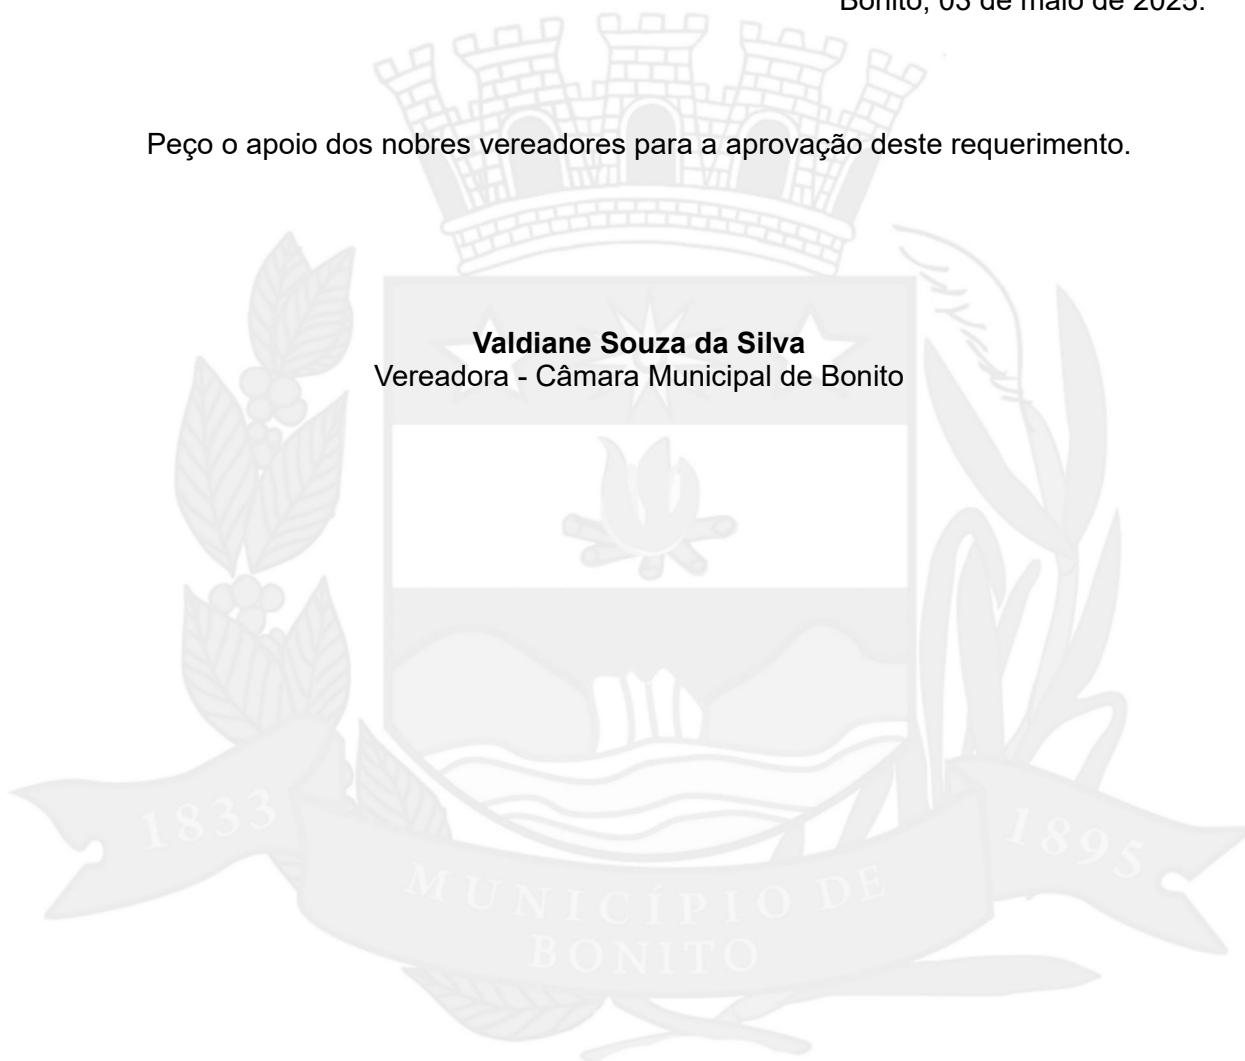 Bonito, 03 de maio de 2025.
Peço o apoio dos nobres vereadores para a aprovação deste requerimento.
Valdiane Souza da Silva
Vereadora - Câmara Municipal de Bonito
1833
1895
MUNICÍPIO DE
BONITO